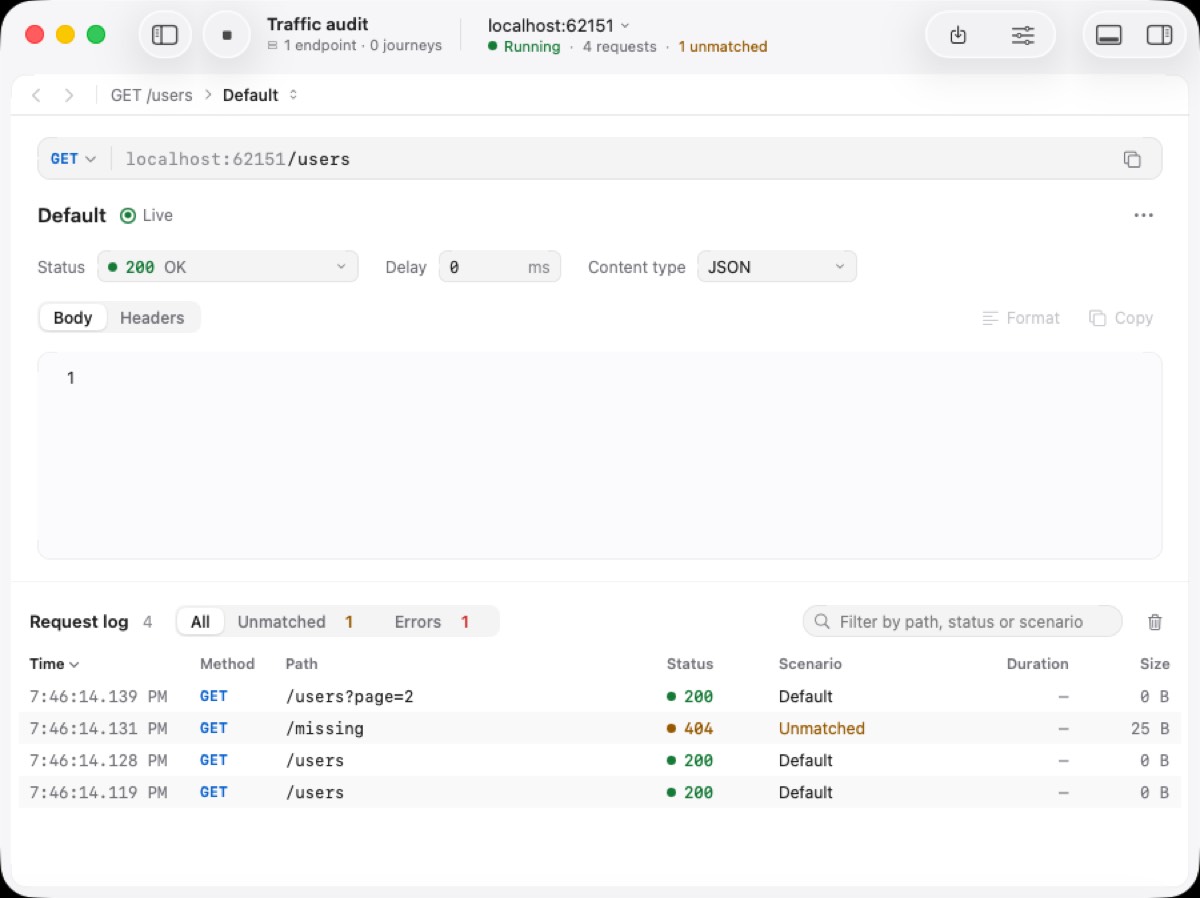 Traffic audit
1 endpoint · 0 journeys
localhost:62151
Running · 4 requests · 1 unmatched
GET /users > Default
GET localhost:62151/users
Default Live
Status 200 OK Delay 0 ms Content type JSON
Body Headers Format Copy
1
Request log 4 All Unmatched 1 Errors 1 Filter by path, status or scenario
Time Method Path Status Scenario Duration Size
7:46:14.139 PM GET /users?page=2 200 Default – 0 B
7:46:14.131 PM GET /missing 404 Unmatched – 25 B
7:46:14.128 PM GET /users 200 Default – 0 B
7:46:14.119 PM GET /users 200 Default – 0 B